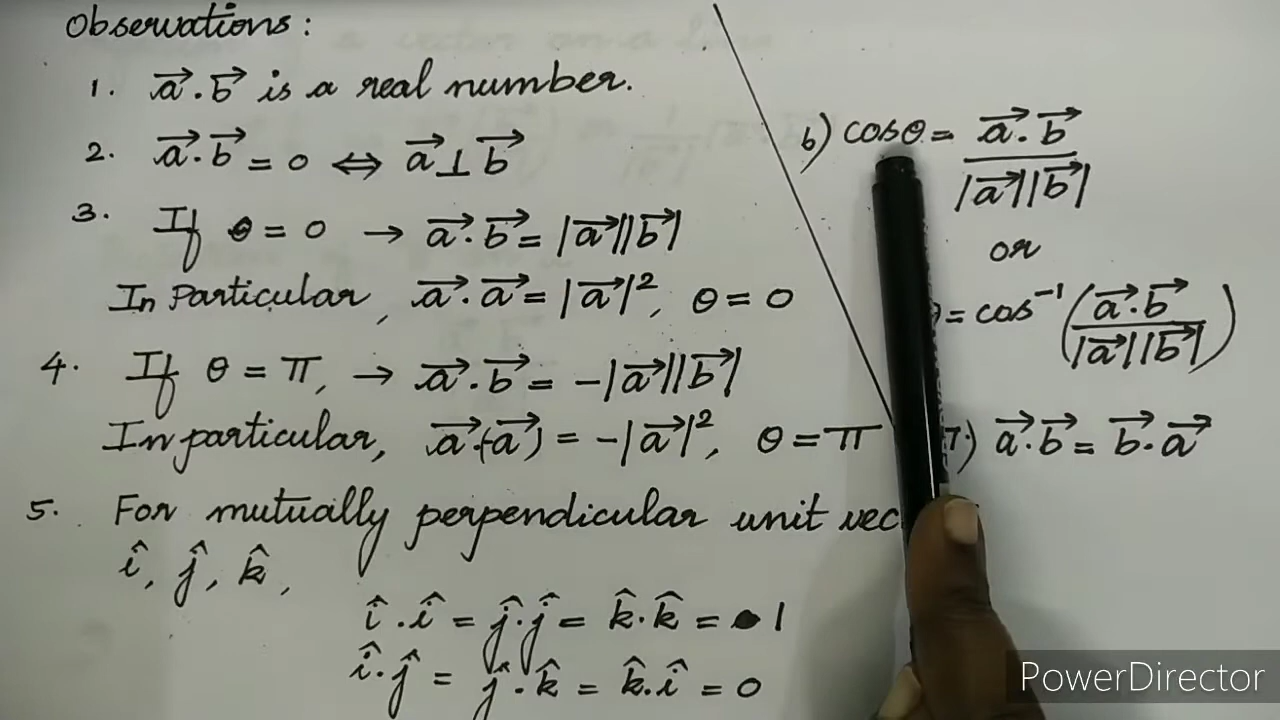 Observations:
1. a⃗ . b⃗ is a real number.
2. a⃗ . b⃗ = 0 ⇔ a⃗ ⊥ b⃗
3. If θ = 0 → a⃗ . b⃗ = |a⃗||b⃗|
In Particular, a⃗ . a⃗ = |a⃗|², θ = 0
4. If θ = π, → a⃗ . b⃗ = -|a⃗||b⃗|
In particular, a⃗ .(-a⃗) = -|a⃗|², θ = π
5. For mutually perpendicular unit vec
î, ĵ, k̂,
î . î = ĵ . ĵ = k̂ . k̂ = 1
î . ĵ = ĵ . k̂ = k̂ . î = 0
6) cosθ = a⃗ . b⃗ / |a⃗||b⃗|
or
θ = cos⁻¹ (a⃗ . b⃗ / |a⃗||b⃗|)
7.) a⃗ . b⃗ = b⃗ . a⃗
PowerDirector